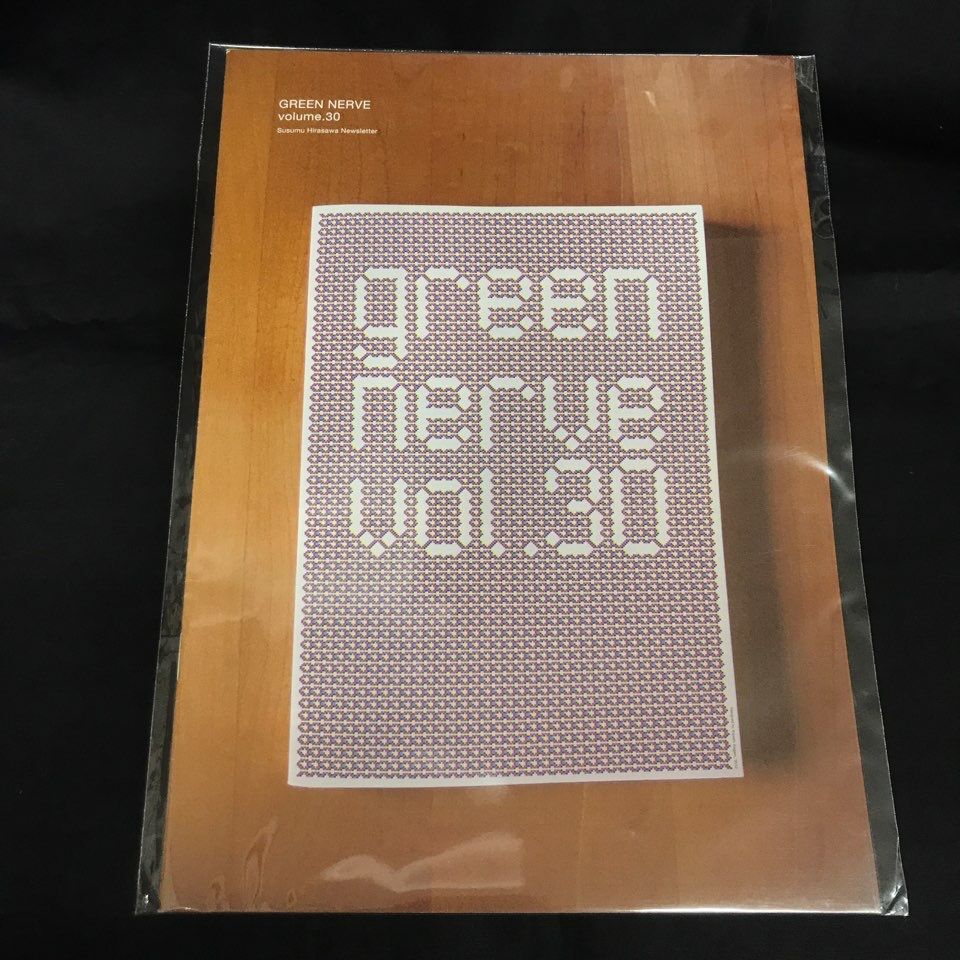 GREEN NERVE
volume.30
Susumu Hirasawa Newsletter
green
nerve
vol.30